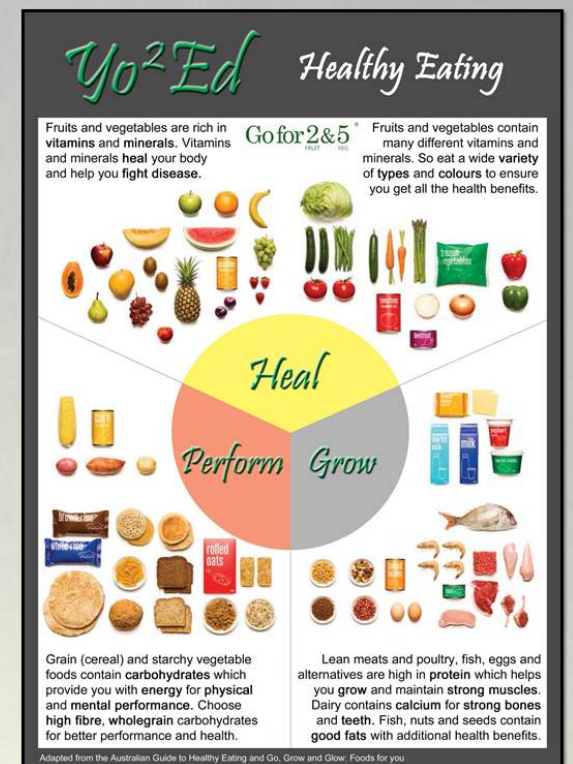 Yo²Ed Healthy Eating
Fruits and vegetables are rich in
vitamins and minerals. Vitamins
and minerals heal your body
and help you fight disease.
Go for 2&5®
FRUIT VEG
Fruits and vegetables contain
many different vitamins and
minerals. So eat a wide variety
of types and colours to ensure
you get all the health benefits.
frozen
vegetables
Heal
Perform Grow
milk
brown rice
white rice
rolled
oats
Grain (cereal) and starchy vegetable
foods contain carbohydrates which
provide you with energy for physical
and mental performance. Choose
high fibre, wholegrain carbohydrates
for better performance and health.
Lean meats and poultry, fish, eggs and
alternatives are high in protein which helps
you grow and maintain strong muscles.
Dairy contains calcium for strong bones
and teeth. Fish, nuts and seeds contain
good fats with additional health benefits.
Adapted from the Australian Guide to Healthy Eating and Go, Grow and Glow: Foods for you